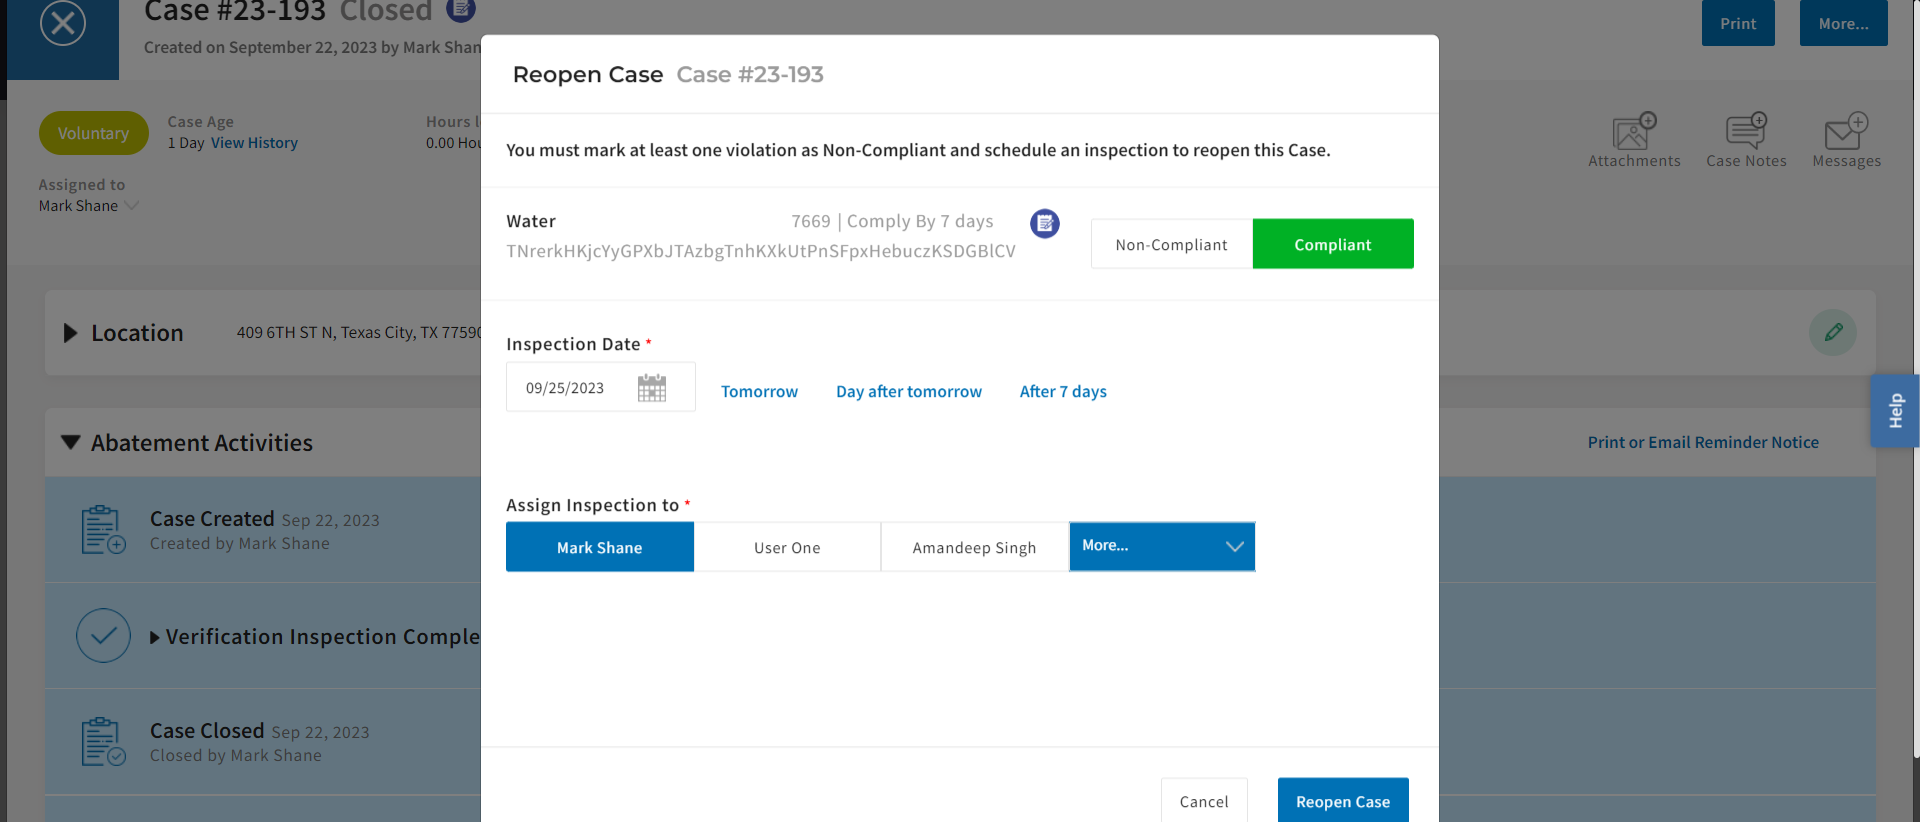 Case #23-193 Closed
Print
More...
Created on September 22, 2023 by Mark Shan
Reopen Case Case #23-193
Voluntary
Case Age
1 Day View History
Hours l
0.00 Hou
Attachments
Case Notes
Messages
Assigned to
Mark Shane
You must mark at least one violation as Non-Compliant and schedule an inspection to reopen this Case.
Water
7669 | Comply By 7 days
TNrerkHKjcYyGPXbJTAzbgTnhKXkUtPnSFpxHebuczKSDGBlCV
Non-Compliant
Compliant
Location
409 6TH ST N, Texas City, TX 77590
Inspection Date *
09/25/2023
Tomorrow
Day after tomorrow
After 7 days
Help
Abatement Activities
Print or Email Reminder Notice
Case Created Sep 22, 2023
Created by Mark Shane
Assign Inspection to *
Mark Shane
User One
Amandeep Singh
More...
Verification Inspection Comple
Case Closed Sep 22, 2023
Closed by Mark Shane
Cancel
Reopen Case